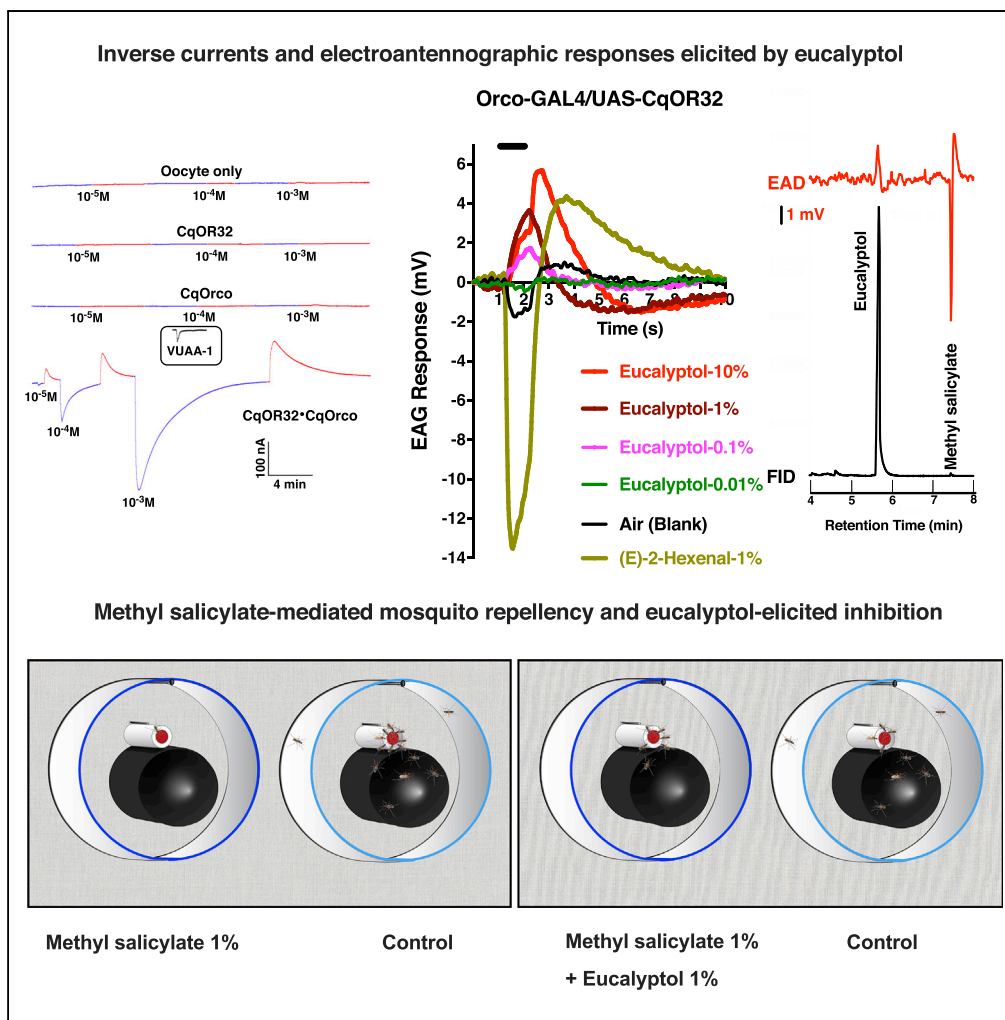 Inverse currents and electroantennographic responses elicited by eucalyptol
Oocyte only
10-5M 10-4M 10-3M
CqOR32
10-5M 10-4M 10-3M
CqOrco
10-5M 10-4M 10-3M
VUAA-1
10-5M
10-4M
10-3M
CqOR32•CqOrco
100 nA
4 min
Orco-GAL4/UAS-CqOR32
EAG Response (mV)
6
4
2
0
-2
-4
-6
-8
-10
-12
-14
1 2 3 4 5 6 7 8 9 10
Time (s)
Eucalyptol-10%
Eucalyptol-1%
Eucalyptol-0.1%
Eucalyptol-0.01%
Air (Blank)
(E)-2-Hexenal-1%
EAD
1 mV
Eucalyptol
Methyl salicylate
FID
4 5 6 7 8
Retention Time (min)
Methyl salicylate-mediated mosquito repellency and eucalyptol-elicited inhibition
Methyl salicylate 1%
Control
Methyl salicylate 1%
+ Eucalyptol 1%
Control